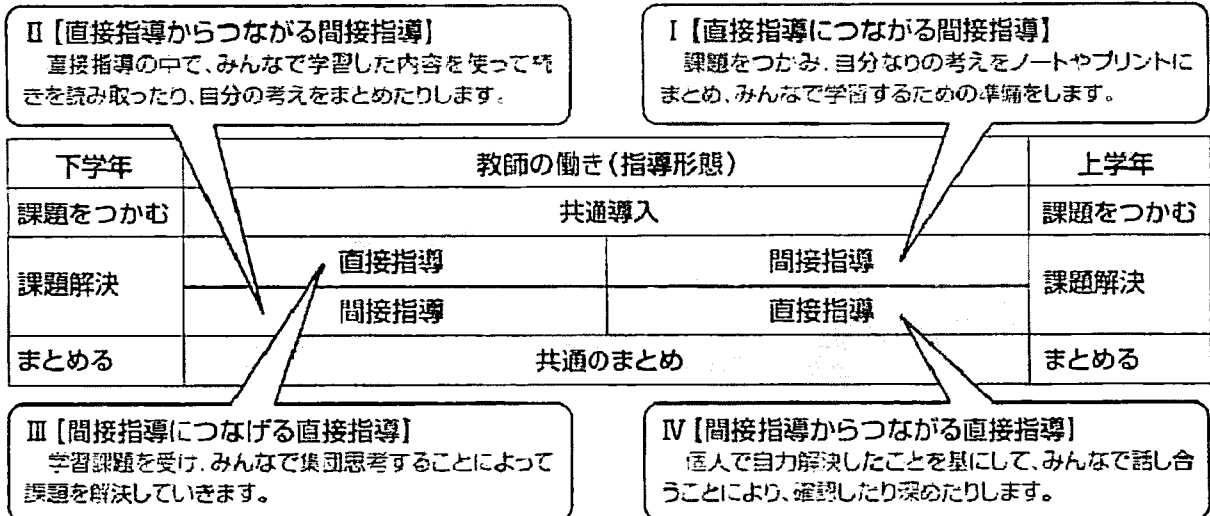 Ⅱ【直接指導からつながる間接指導】
直接指導の中で、みんなで学習した内容を使って続
きを読み取ったり、自分の考えをまとめたりします。
Ⅰ【直接指導につながる間接指導】
課題をつかみ、自分なりの考えをノートやプリントに
まとめ、みんなで学習するための準備をします。
下学年 教師の働き(指導形態) 上学年
課題をつかむ 共通導入 課題をつかむ
課題解決 直接指導 間接指導 課題解決
間接指導 直接指導
まとめる 共通のまとめ まとめる
Ⅲ【間接指導につなげる直接指導】
学習課題を受け、みんなで集団思考することによって
課題を解決していきます。
Ⅳ【間接指導からつながる直接指導】
個人で自力解決したことを基にして、みんなで話し合
うことにより、確認したり深めたりします。